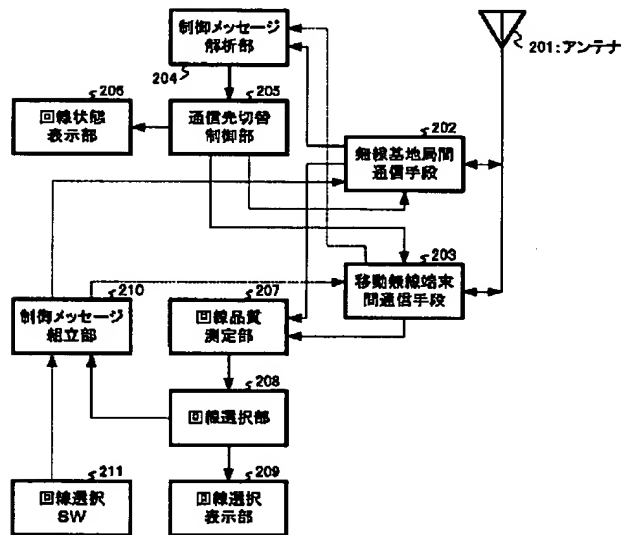 制御メッセージ
解析部
204
201:アンテナ
206
回線状態
表示部
205
通信先切替
制御部
202
無線基地局間
通信手段
203
移動無線端末
間通信手段
210
制御メッセージ
組立部
207
回線品質
測定部
208
回線選択部
211
回線選択
SW
209
回線選択
表示部